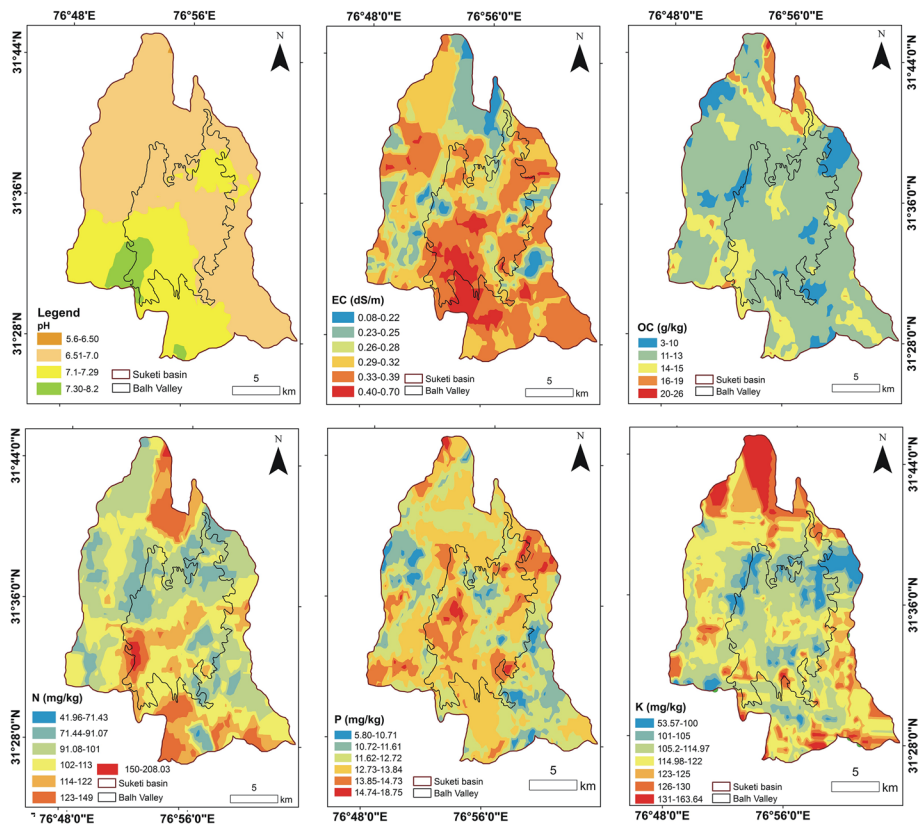 76°48'0"E 76°56'0"E 76°48'0"E 76°56'0"E 76°48'0"E 76°56'0"E
31°44'N
31°36'0"N
31°28'0"N
N
Legend
pH
5.6-6.50
6.51-7.0
7.1-7.29
7.30-8.2
Suketi basin
Balh Valley
5
km
N
EC (dS/m)
0.08-0.22
0.23-0.25
0.26-0.28
0.29-0.32
0.33-0.39
0.40-0.70
Suketi basin
Balh Valley
5
km
N
OC (g/kg)
3-10
11-13
14-15
16-19
20-26
Suketi basin
Balh Valley
5
km
31°44'0"N
31°36'0"N
31°28'0"N
31°44'0"N
31°36'0"N
31°28'0"N
N
N (mg/kg)
41.96-71.43
71.44-91.07
91.08-101
102-113
114-122
123-149
150-208.03
Suketi basin
Balh Valley
5
km
N
P (mg/kg)
5.80-10.71
10.72-11.61
11.62-12.72
12.73-13.84
13.85-14.73
14.74-18.75
Suketi basin
Balh Valley
5
km
N
K (mg/kg)
53.57-100
101-105
105.2-114.97
114.98-122
123-125
126-130
131-163.64
Suketi basin
Balh Valley
5
km
31°44'0"N
31°36'0"N
31°28'0"N
76°48'0"E 76°56'0"E 76°48'0"E 76°56'0"E 76°48'0"E 76°56'0"E